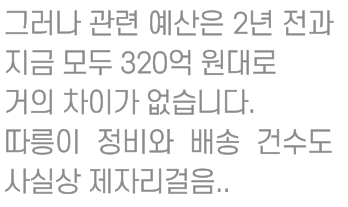 그러나 관련 예산은 2년 전과
지금 모두 320억 원대로
거의 차이가 없습니다.
따릉이 정비와 배송 건수도
사실상 제자리걸음..